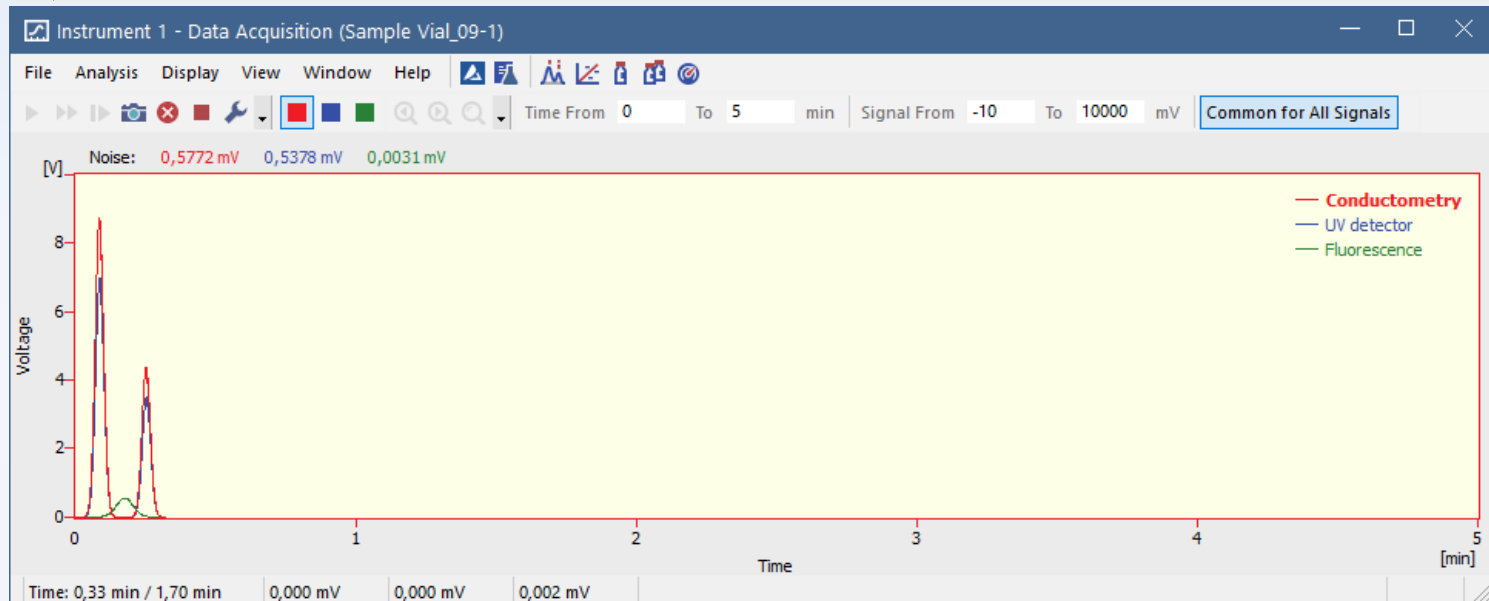 Instrument 1 - Data Acquisition (Sample Vial_09-1)
File Analysis Display View Window Help
Time From 0 To 5 min Signal From -10 To 10000 mV Common for All Signals
Noise: 0,5772 mV 0,5378 mV 0,0031 mV
[V]
Conductometry
UV detector
Fluorescence
8
6
4
2
0
Voltage
0 1 2 3 4 5
Time
[min]
Time: 0,33 min / 1,70 min 0,000 mV 0,000 mV 0,002 mV